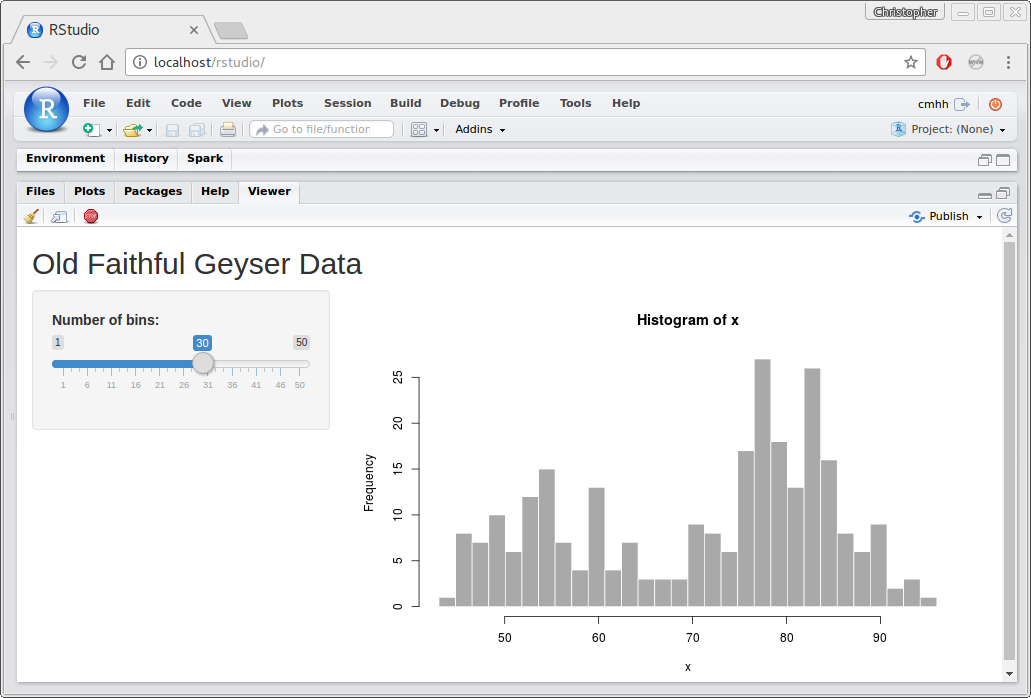 Christopher
RStudio
localhost/rstudio/
R File Edit Code View Plots Session Build Debug Profile Tools Help cmhh
Go to file/function Addins Project: (None)
Environment History Spark
Files Plots Packages Help Viewer
STOP Publish
Old Faithful Geyser Data
Number of bins:
1 30 50
1 6 11 16 21 26 31 36 41 46 50
Histogram of x
Frequency
25
20
15
10
5
0
50 60 70 80 90
x